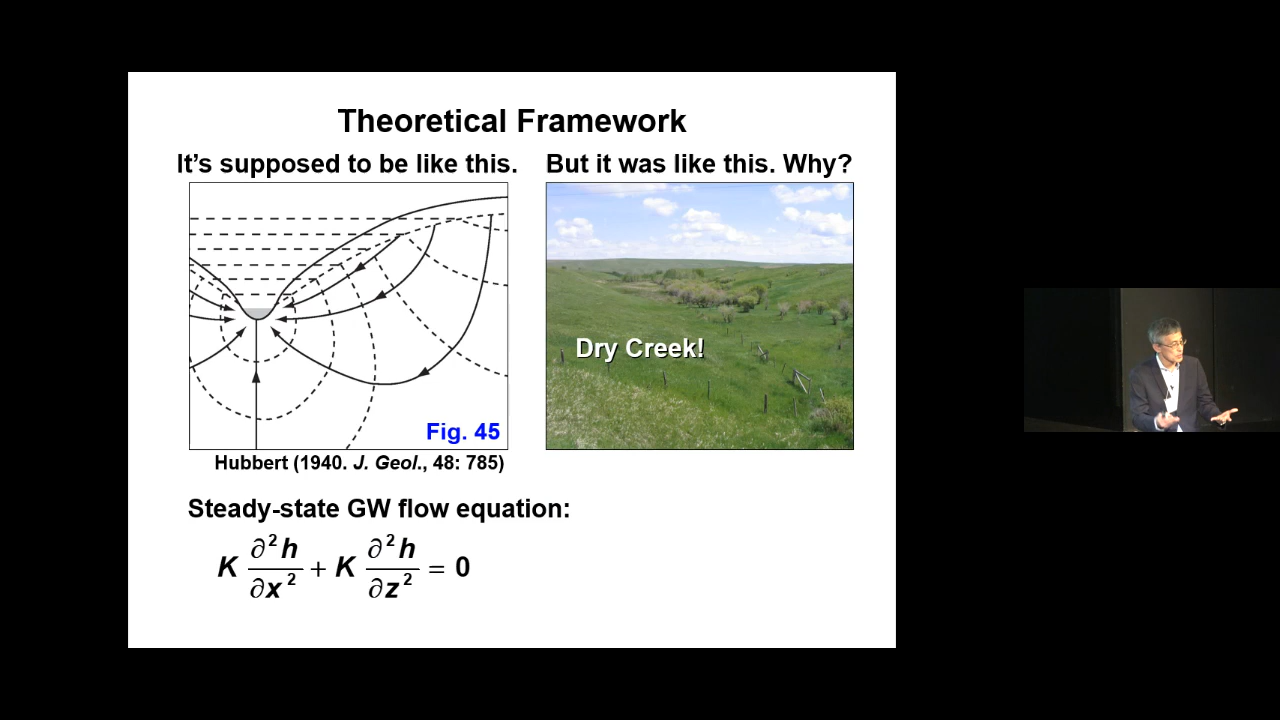 Theoretical Framework
It's supposed to be like this.
But it was like this. Why?
Dry Creek!
Fig. 45
Hubbert (1940. J. Geol., 48: 785)
Steady-state GW flow equation:
K ∂²h/∂x² + K ∂²h/∂z² = 0